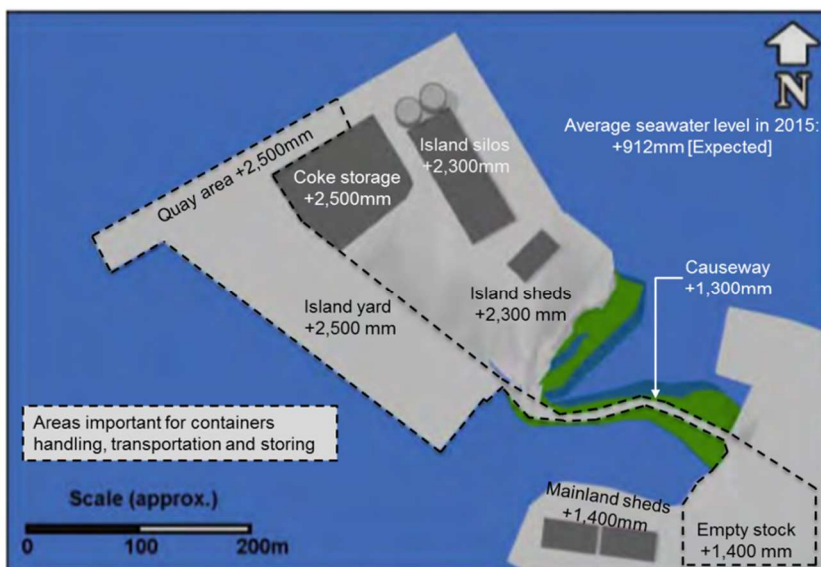 N
Average seawater level in 2015:
+912mm [Expected]
Island silos
+2,300mm
Quay area +2,500mm
Coke storage
+2,500mm
Causeway
+1,300mm
Island sheds
+2,300 mm
Island yard
+2,500 mm
Areas important for containers
handling, transportation and storing
Mainland sheds
+1,400mm
Empty stock
+1,400 mm
Scale (approx.)
0 100 200m